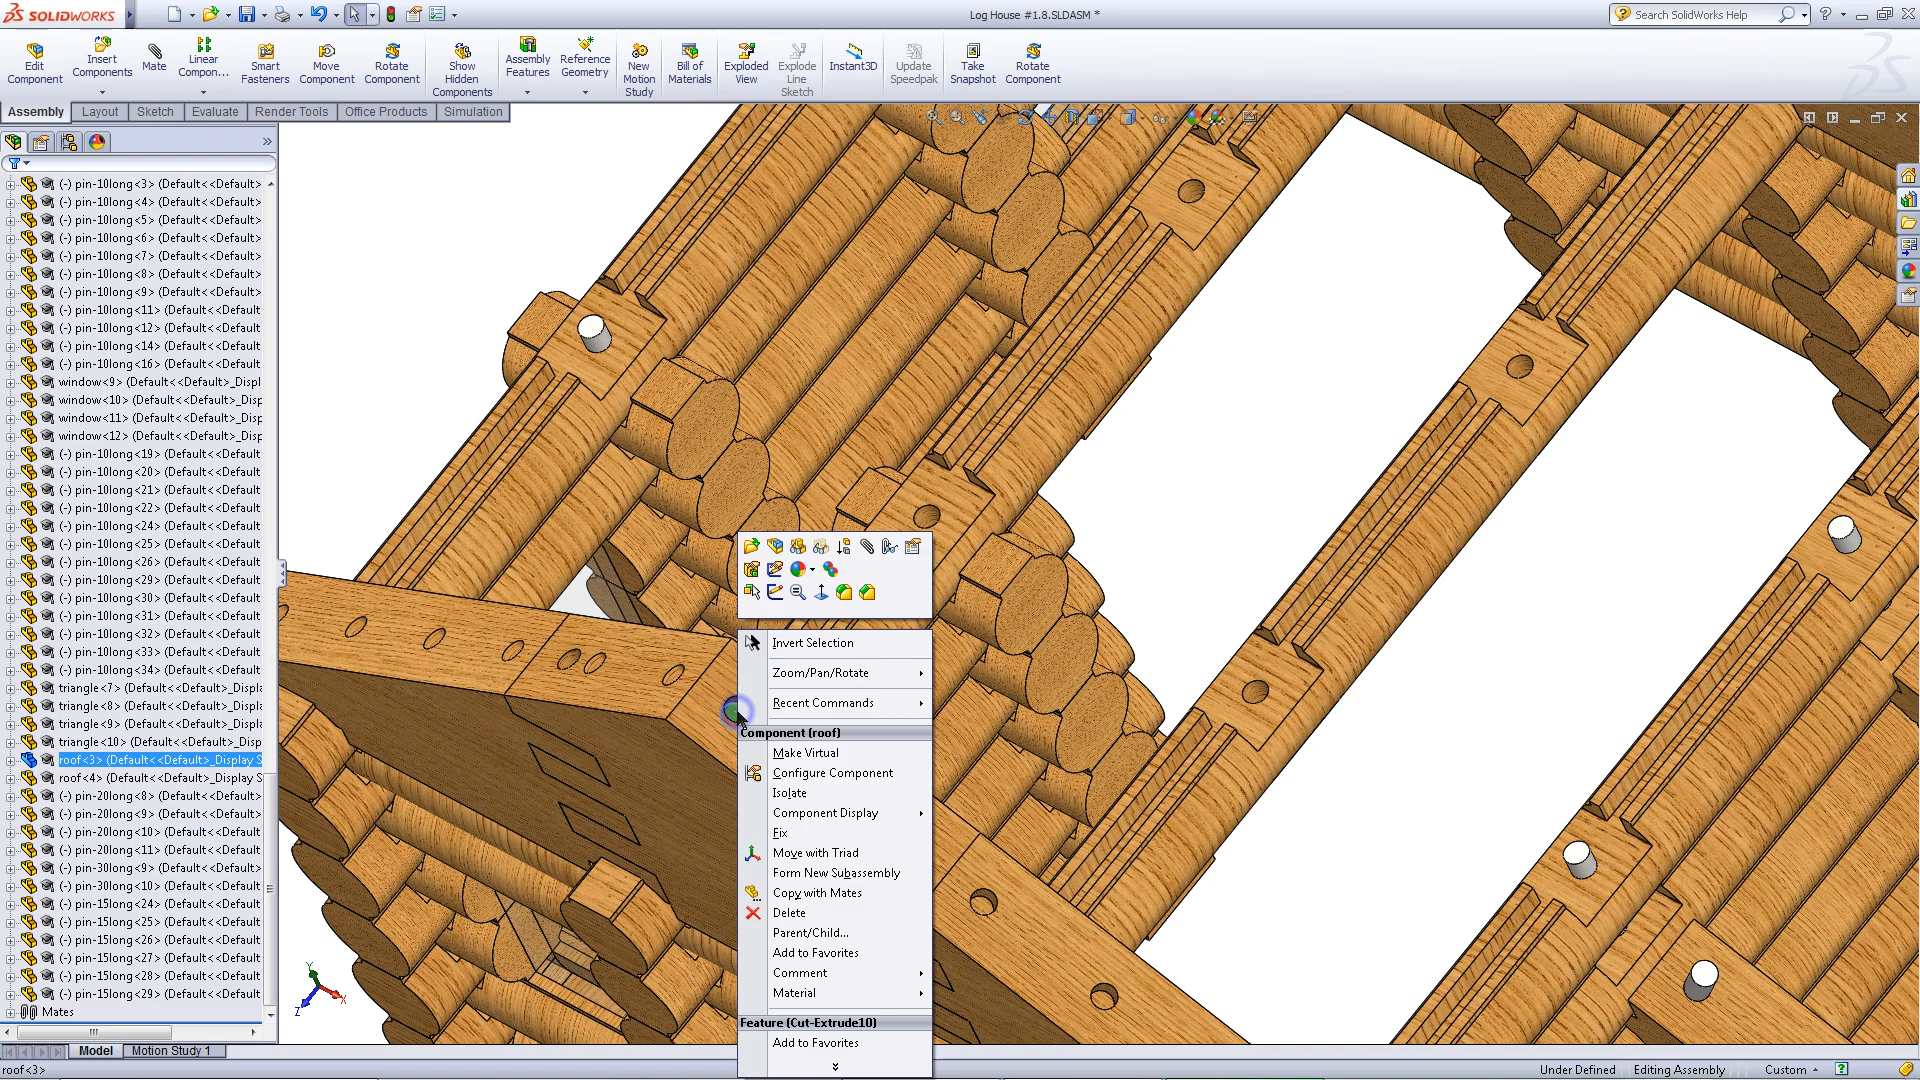 SOLIDWORKS
Log House #1.8.SLDASM *
Search SolidWorks Help
Edit Component
Insert Components
Mate
Linear Compon...
Smart Fasteners
Move Component
Rotate Component
Show Hidden Components
Assembly Features
Reference Geometry
New Motion Study
Bill of Materials
Exploded View
Explode Line Sketch
Instant3D
Update Speedpak
Take Snapshot
Rotate Component
Assembly
Layout
Sketch
Evaluate
Render Tools
Office Products
Simulation
(-) pin-10long<3> (Default<<Default>
(-) pin-10long<4> (Default<<Default>
(-) pin-10long<5> (Default<<Default>
(-) pin-10long<6> (Default<<Default>
(-) pin-10long<7> (Default<<Default>
(-) pin-10long<8> (Default<<Default>
(-) pin-10long<9> (Default<<Default>
(-) pin-10long<11> (Default<<Default
(-) pin-10long<12> (Default<<Default
(-) pin-10long<14> (Default<<Default
(-) pin-10long<16> (Default<<Default
window<9> (Default<<Default>_Displ
window<10> (Default<<Default>_Disp
window<11> (Default<<Default>_Disp
window<12> (Default<<Default>_Disp
(-) pin-10long<19> (Default<<Default
(-) pin-10long<20> (Default<<Default
(-) pin-10long<21> (Default<<Default
(-) pin-10long<22> (Default<<Default
(-) pin-10long<24> (Default<<Default
(-) pin-10long<25> (Default<<Default
(-) pin-10long<26> (Default<<Default
(-) pin-10long<29> (Default<<Default
(-) pin-10long<30> (Default<<Default
(-) pin-10long<31> (Default<<Default
(-) pin-10long<32> (Default<<Default
(-) pin-10long<33> (Default<<Default
(-) pin-10long<34> (Default<<Default
triangle<7> (Default<<Default>_Displa
triangle<8> (Default<<Default>_Displa
triangle<9> (Default<<Default>_Displa
triangle<10> (Default<<Default>_Disp
roof<3> (Default<<Default>_Display S
roof<4> (Default<<Default>_Display S
(-) pin-20long<8> (Default<<Default>
(-) pin-20long<9> (Default<<Default>
(-) pin-20long<10> (Default<<Default
(-) pin-20long<11> (Default<<Default
(-) pin-30long<9> (Default<<Default>
(-) pin-30long<10> (Default<<Default
(-) pin-15long<24> (Default<<Default
(-) pin-15long<25> (Default<<Default
(-) pin-15long<26> (Default<<Default
(-) pin-15long<27> (Default<<Default
(-) pin-15long<28> (Default<<Default
(-) pin-15long<29> (Default<<Default
Mates
Invert Selection
Zoom/Pan/Rotate
Recent Commands
Component (roof)
Make Virtual
Configure Component
Isolate
Component Display
Fix
Move with Triad
Form New Subassembly
Copy with Mates
Delete
Parent/Child...
Add to Favorites
Comment
Material
Feature (Cut-Extrude10)
Add to Favorites
Y
X
Z
Model
Motion Study 1
roof<3>
Under Defined
Editing Assembly
Custom